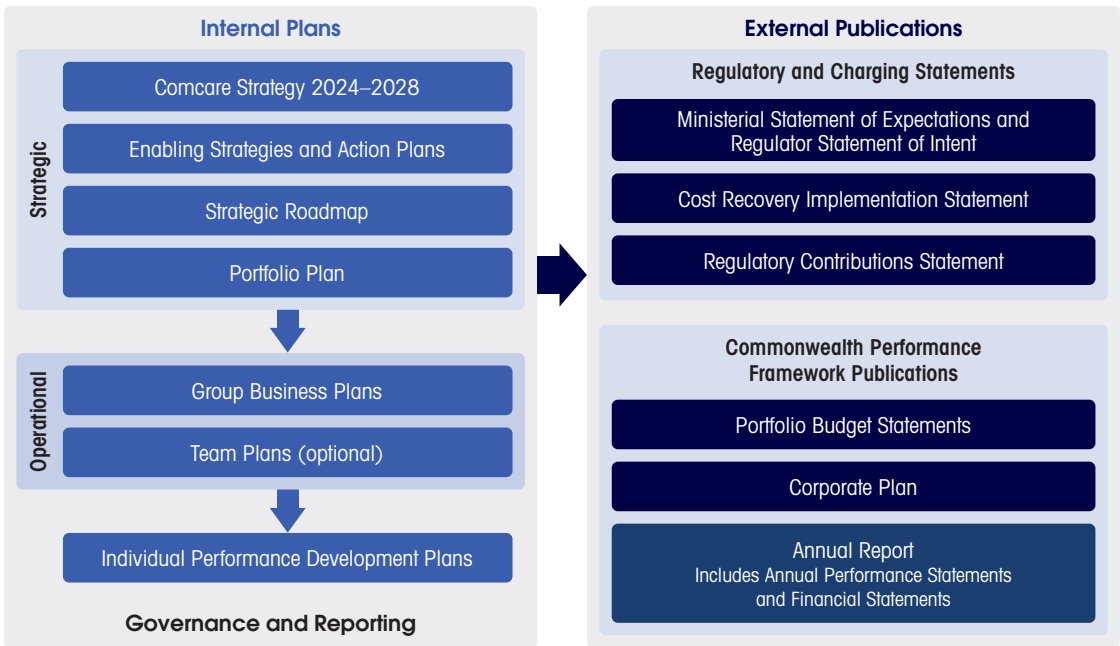 Internal Plans
Strategic
Comcare Strategy 2024–2028
Enabling Strategies and Action Plans
Strategic Roadmap
Portfolio Plan
Operational
Group Business Plans
Team Plans (optional)
Individual Performance Development Plans
Governance and Reporting
External Publications
Regulatory and Charging Statements
Ministerial Statement of Expectations and
Regulator Statement of Intent
Cost Recovery Implementation Statement
Regulatory Contributions Statement
Commonwealth Performance
Framework Publications
Portfolio Budget Statements
Corporate Plan
Annual Report
Includes Annual Performance Statements
and Financial Statements